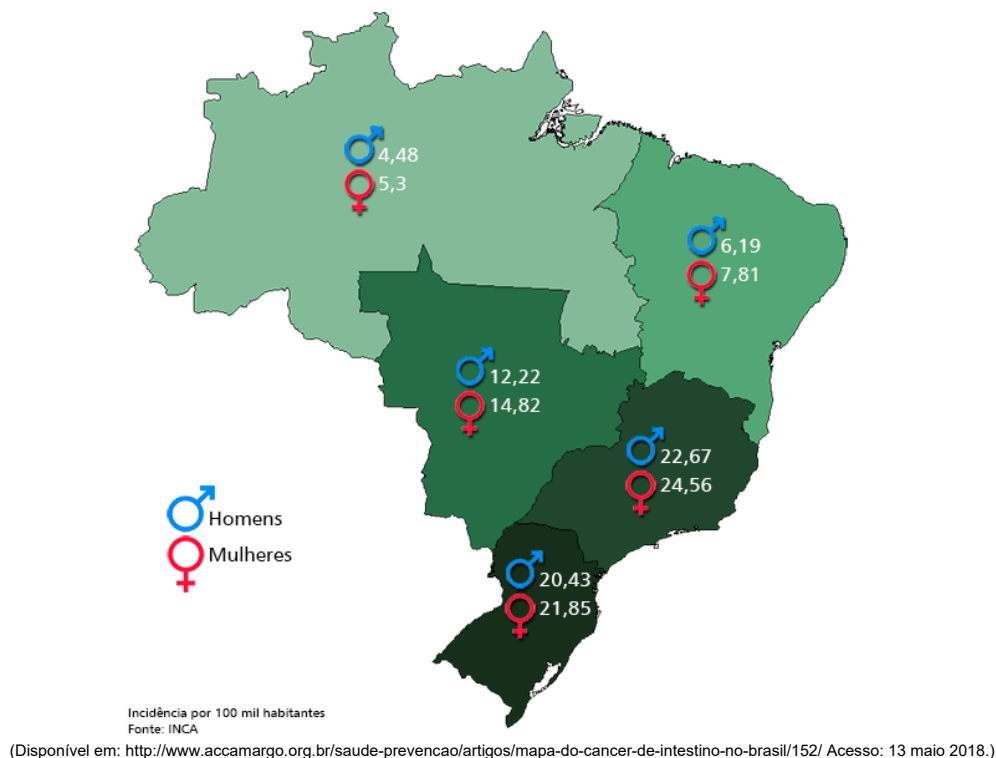 4,48
5,3
6,19
7,81
12,22
14,82
22,67
24,56
Homens
Mulheres
20,43
21,85
Incidência por 100 mil habitantes
Fonte: INCA
(Disponível em: http://www.accamargo.org.br/saude-prevencao/artigos/mapa-do-cancer-de-intestino-no-brasil/152/ Acesso: 13 maio 2018.)